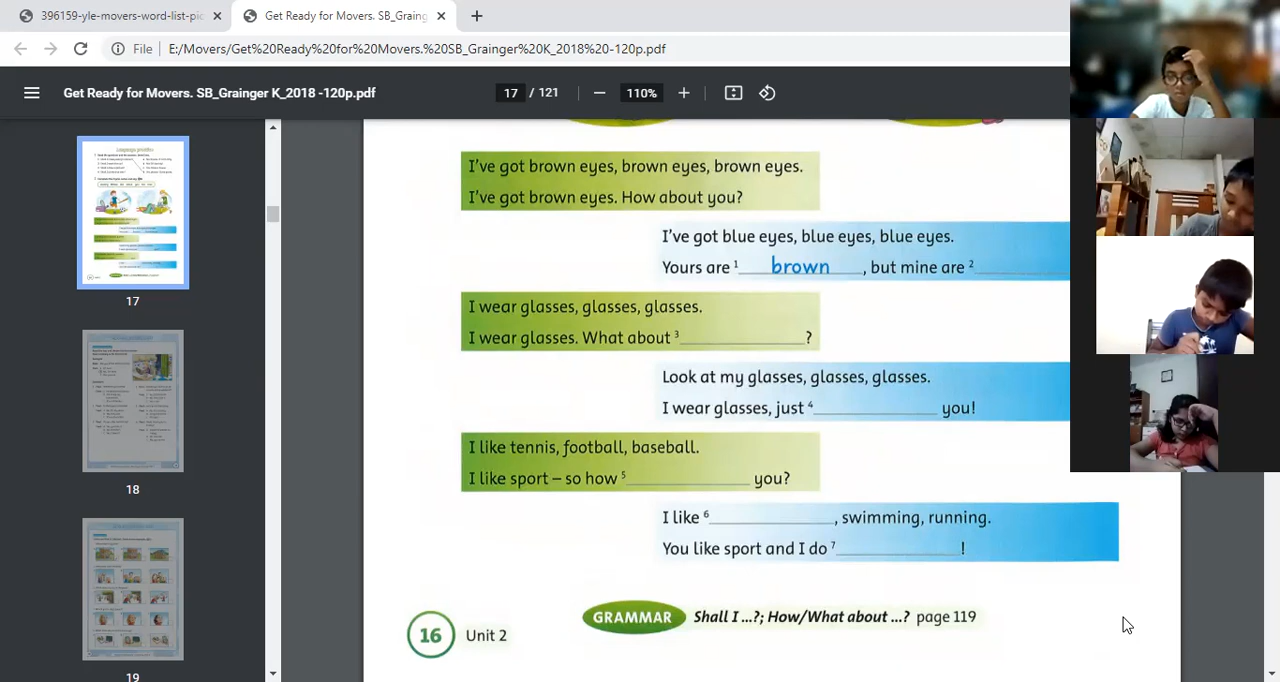 396159-yle-movers-word-list-pic
Get Ready for Movers. SB_Graing
File E:/Movers/Get%20Ready%20for%20Movers.%20SB_Grainger%20K_2018%20-120p.pdf
Get Ready for Movers. SB_Grainger K_2018 -120p.pdf
17 / 121
110%
I've got brown eyes, brown eyes, brown eyes.
I've got brown eyes. How about you?
I've got blue eyes, blue eyes, blue eyes.
Yours are 1 brown, but mine are 2
I wear glasses, glasses, glasses.
I wear glasses. What about 3 ?
Look at my glasses, glasses, glasses.
I wear glasses, just 4 you!
I like tennis, football, baseball.
I like sport – so how 5 you?
I like 6 , swimming, running.
You like sport and I do 7 !
GRAMMAR Shall I ...?; How/What about ...? page 119
16 Unit 2
17
18
19